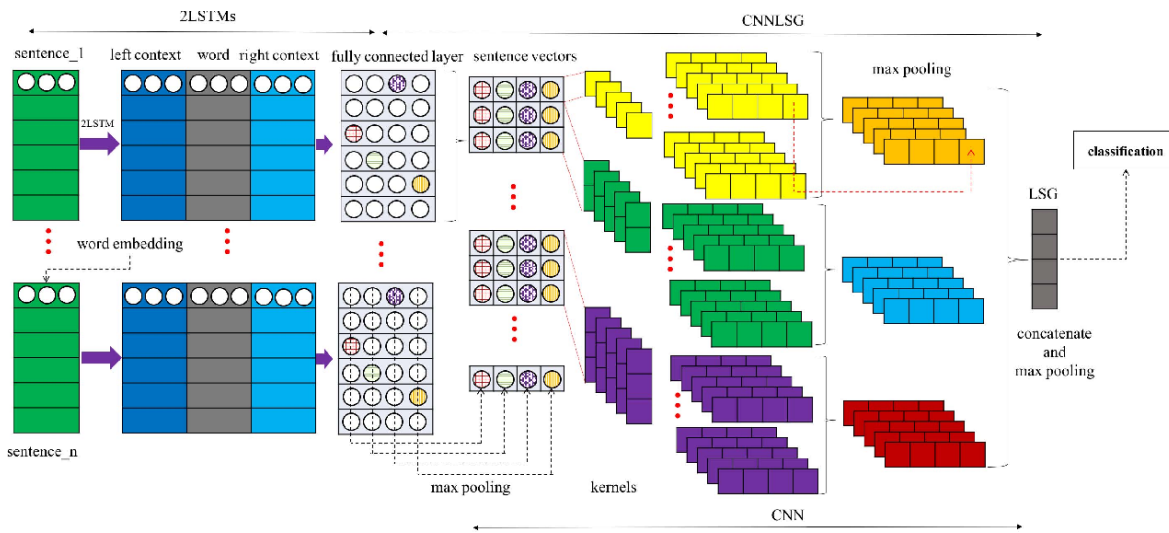 2LSTMs
CNNLSG
sentence_1
left context
word
right context
fully connected layer
sentence vectors
max pooling
2LSTM
classification
LSG
word embedding
concatenate
and
max pooling
sentence_n
max pooling
kernels
CNN